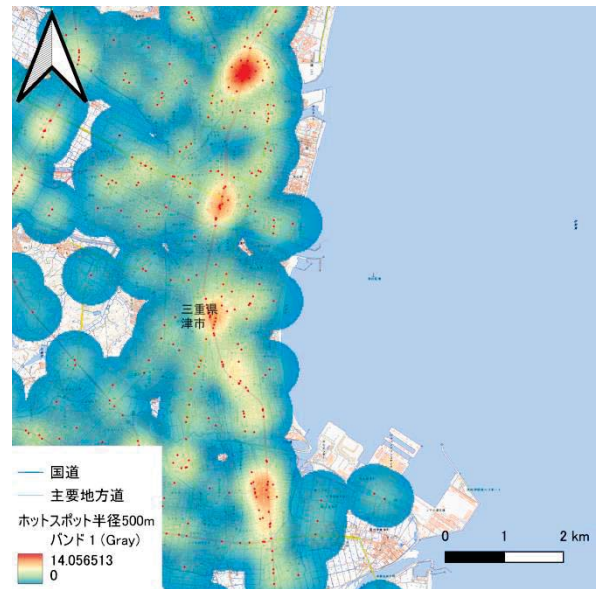 三重県
津市
国道
主要地方道
ホットスポット半径500m
バンド 1 (Gray)
14.056513
0
0 1 2 km